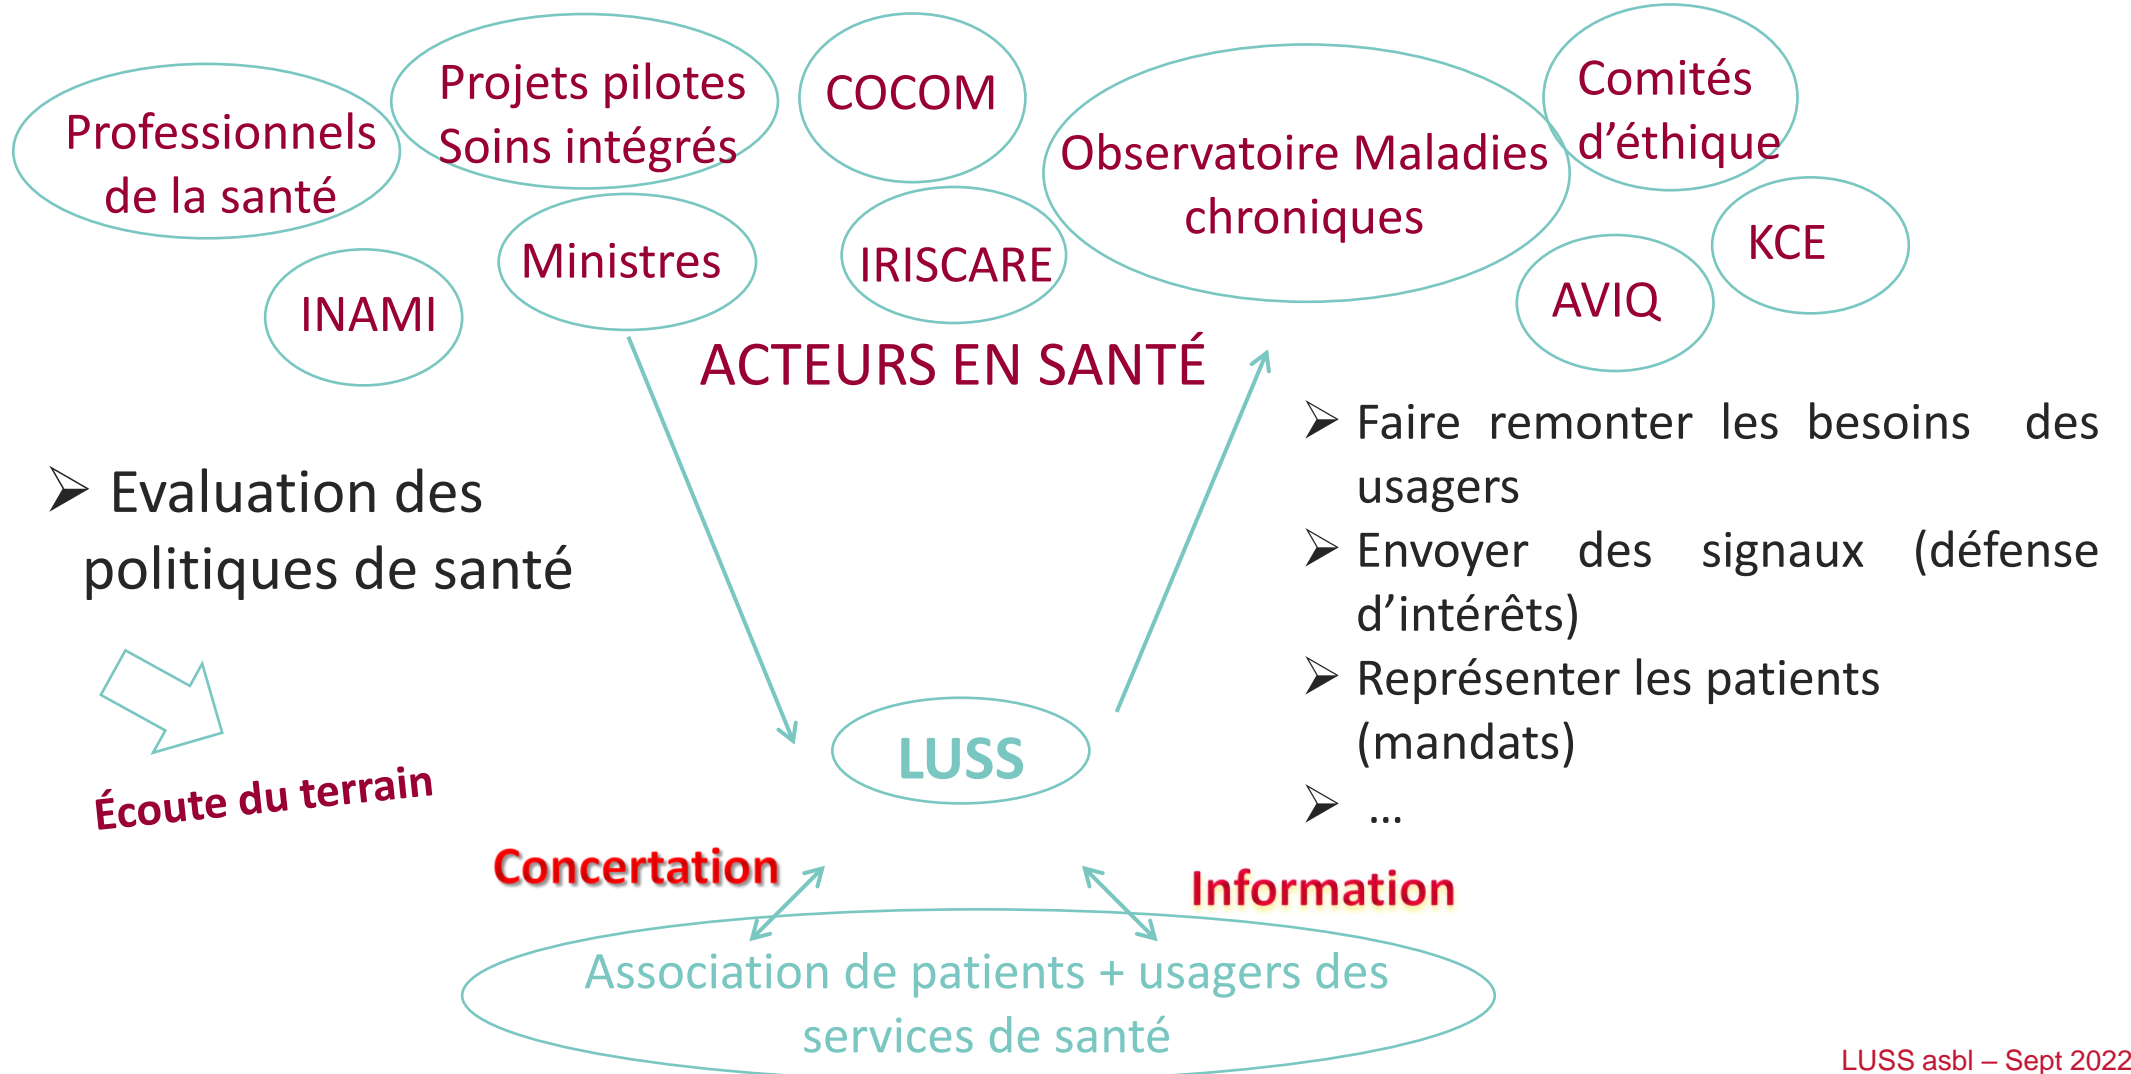 Professionnels
de la santé
Projets pilotes
Soins intégrés
COCOM
Observatoire Maladies
chroniques
Comités
d’éthique
INAMI
Ministres
IRISCARE
AVIQ
KCE
ACTEURS EN SANTÉ
➢ Evaluation des
politiques de santé
Écoute du terrain
➢ Faire remonter les besoins des
usagers
➢ Envoyer des signaux (défense
d’intérêts)
➢ Représenter les patients
(mandats)
➢ …
LUSS
Concertation
Information
Association de patients + usagers des
services de santé
LUSS asbl – Sept 2022